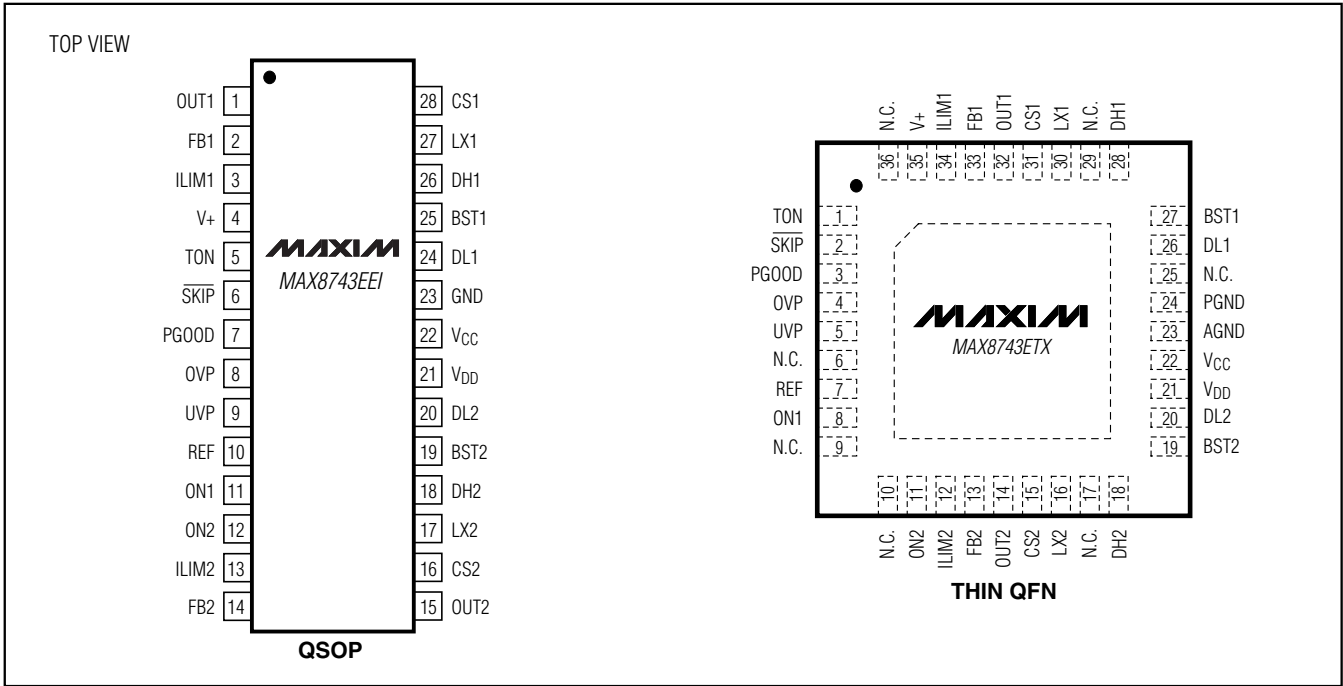 TOP VIEW
OUT1 1
FB1 2
ILIM1 3
V+ 4
TON 5
SKIP 6
PGOOD 7
OVP 8
UVP 9
REF 10
ON1 11
ON2 12
ILIM2 13
FB2 14
MAXIM
MAX8743EEI
28 CS1
27 LX1
26 DH1
25 BST1
24 DL1
23 GND
22 VCC
21 VDD
20 DL2
19 BST2
18 DH2
17 LX2
16 CS2
15 OUT2
QSOP
N.C. V+ ILIM1 FB1 OUT1 CS1 LX1 N.C. DH1
36 35 34 33 32 31 30 29 28
TON 1
SKIP 2
PGOOD 3
OVP 4
UVP 5
N.C. 6
REF 7
ON1 8
N.C. 9
MAXIM
MAX8743ETX
27 BST1
26 DL1
25 N.C.
24 PGND
23 AGND
22 VCC
21 VDD
20 DL2
19 BST2
10 11 12 13 14 15 16 17 18
N.C. ON2 ILIM2 FB2 OUT2 CS2 LX2 N.C. DH2
THIN QFN